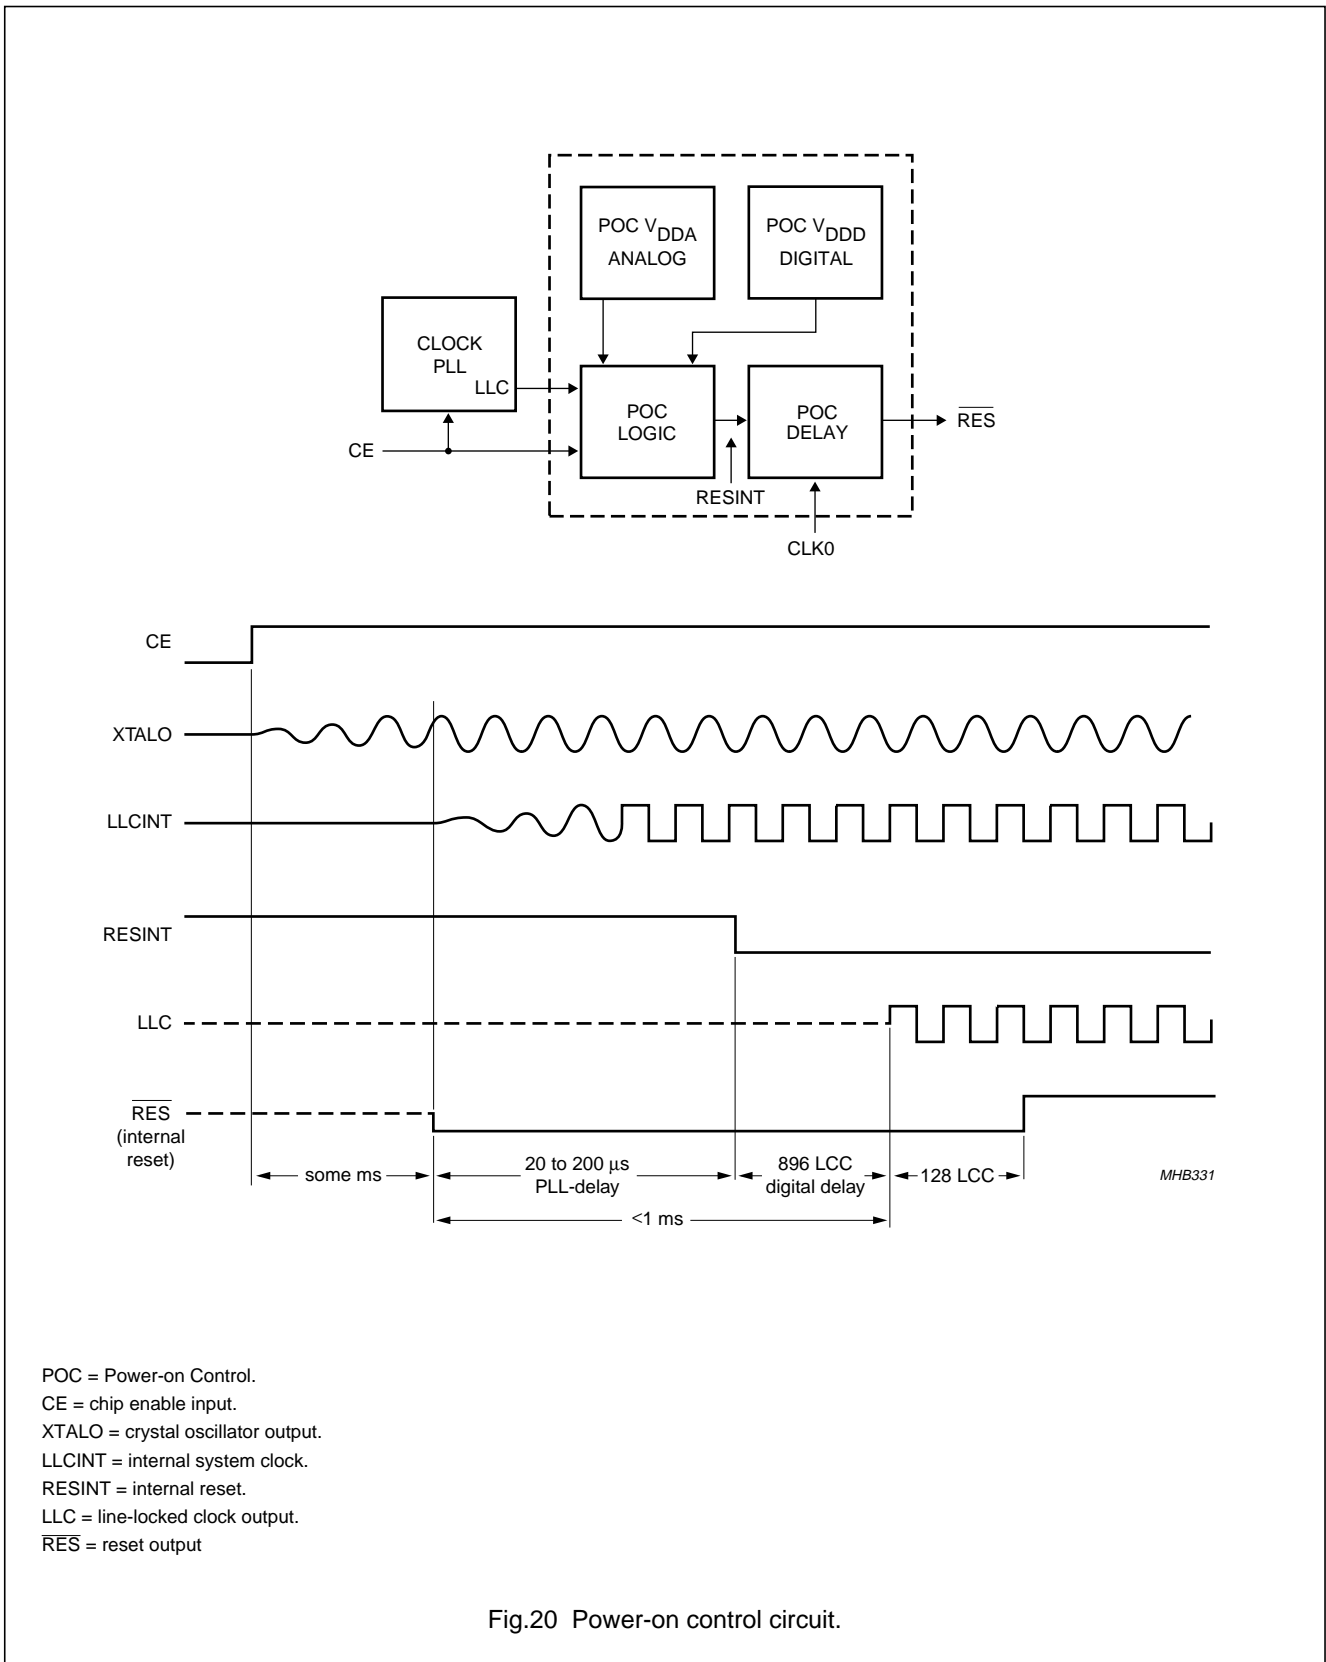 POC VDDA
ANALOG
POC VDDD
DIGITAL
CLOCK
PLL
LLC
POC
LOGIC
POC
DELAY
RES
CE
RESINT
CLK0
CE
XTALO
LLCINT
RESINT
LLC
RES
(internal
reset)
some ms
20 to 200 μs
PLL-delay
896 LCC
digital delay
128 LCC
MHB331
<1 ms
POC = Power-on Control.
CE = chip enable input.
XTALO = crystal oscillator output.
LLCINT = internal system clock.
RESINT = internal reset.
LLC = line-locked clock output.
RES = reset output
Fig.20 Power-on control circuit.